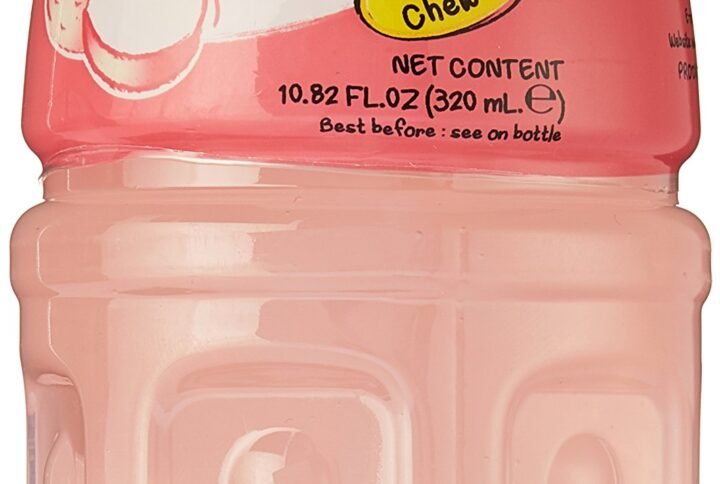 Chew
NET CONTENT
10.82 FL.OZ (320 mL.℮)
Best before : see on bottle